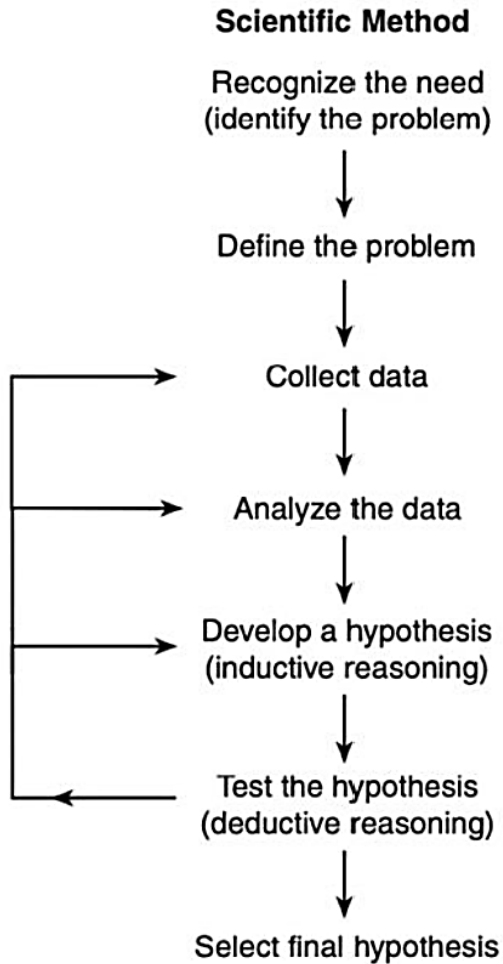 Scientific Method
Recognize the need
(identify the problem)
Define the problem
Collect data
Analyze the data
Develop a hypothesis
(inductive reasoning)
Test the hypothesis
(deductive reasoning)
Select final hypothesis